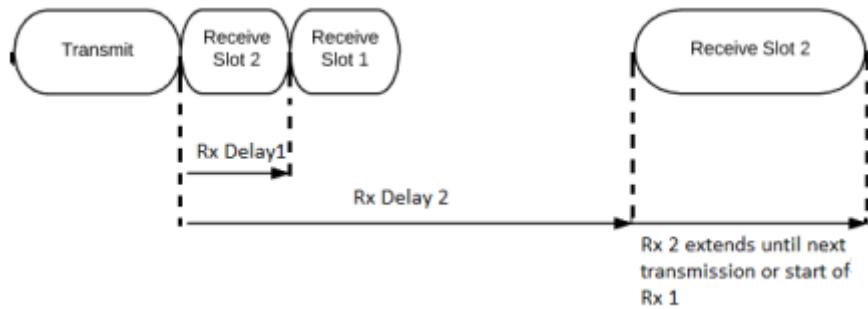 Transmit
Receive
Slot 2
Receive
Slot 1
Receive Slot 2
Rx Delay1
Rx Delay 2
Rx 2 extends until next
transmission or start of
Rx 1